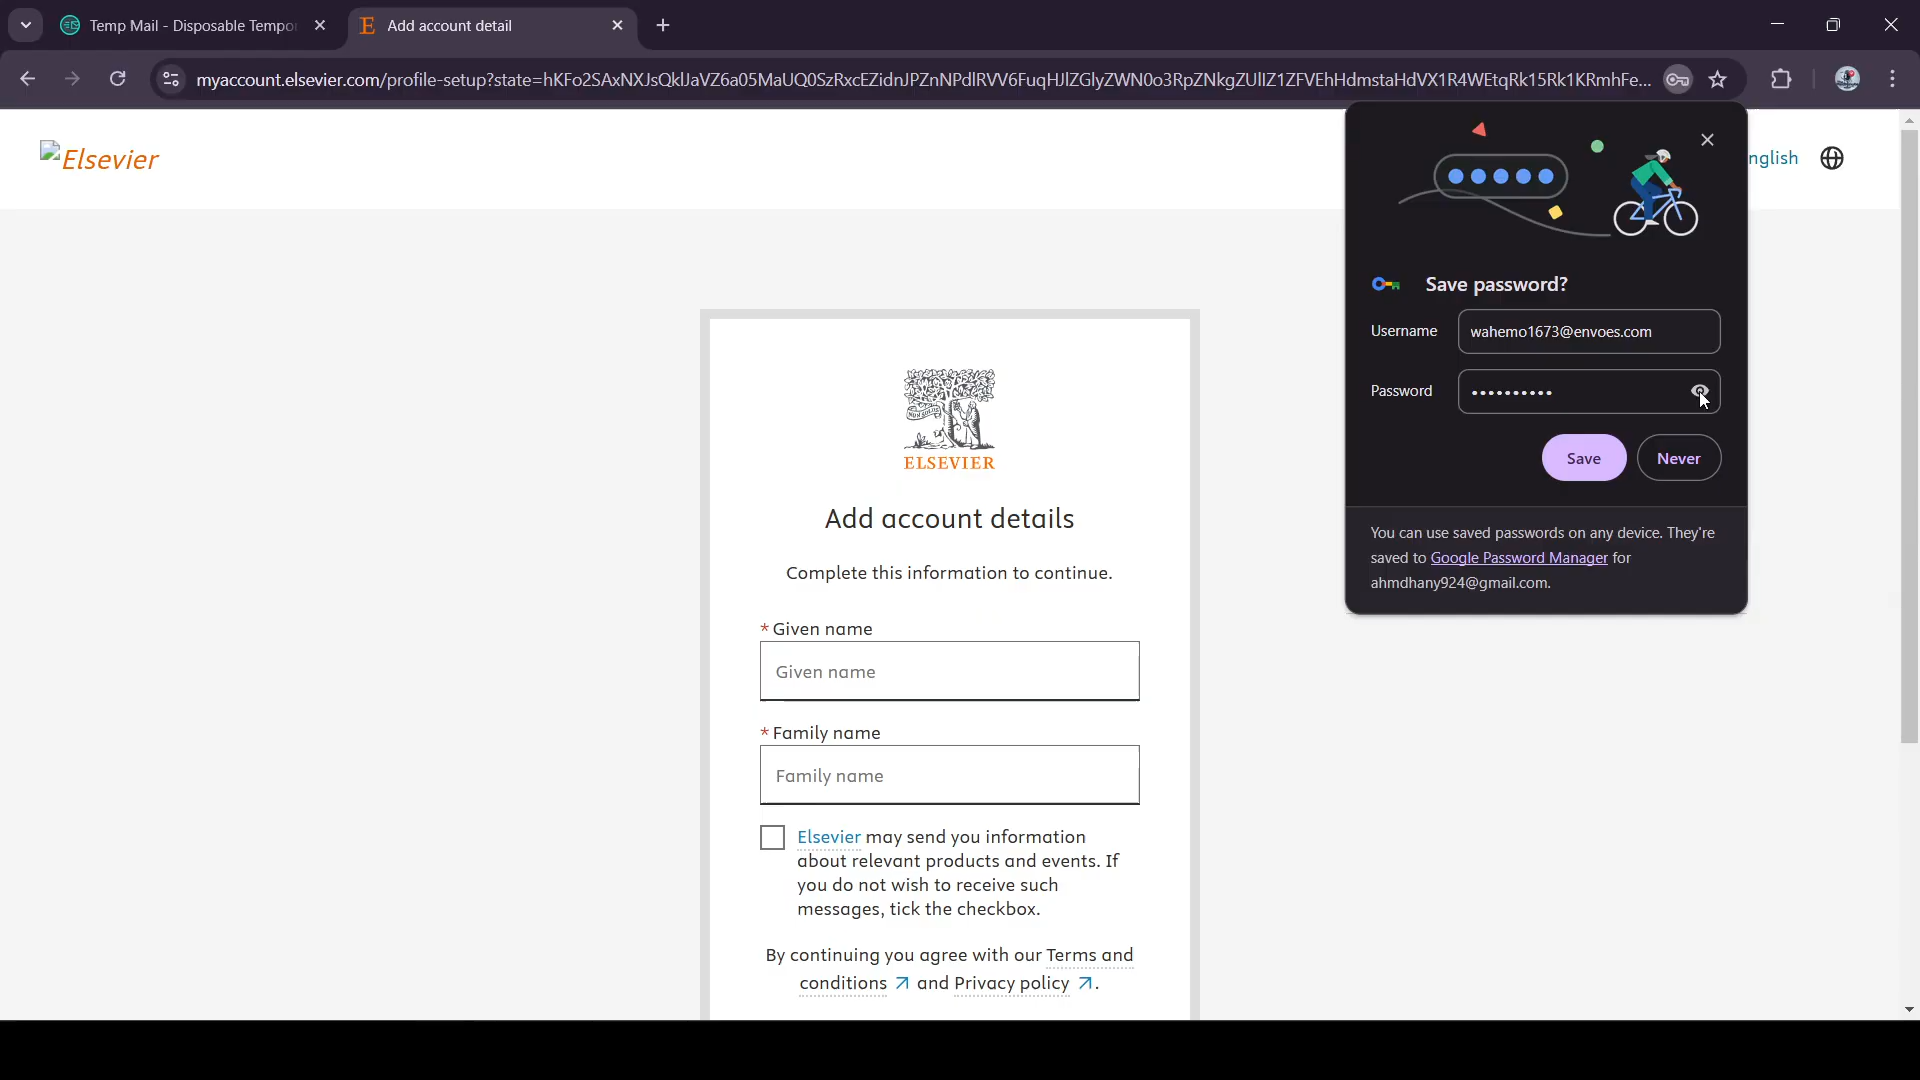 Temp Mail - Disposable Tempo
Add account detail
myaccount.elsevier.com/profile-setup?state=hKFo2SAxNXJsQklJaVZ6a05MaUQ0SzRxcEZidnJPZnNPdlRVV6FuqHJlZGlyZWN0o3RpZNkgZUlIZ1ZFVEhHdmstaHdVX1R4WEtqRk15Rk1KRmhFe...
Elsevier
nglish
Save password?
Username wahemo1673@envoes.com
Password ••••••••••
Save Never
You can use saved passwords on any device. They're
saved to Google Password Manager for
ahmdhany924@gmail.com.
ELSEVIER
Add account details
Complete this information to continue.
* Given name
Given name
* Family name
Family name
Elsevier may send you information
about relevant products and events. If
you do not wish to receive such
messages, tick the checkbox.
By continuing you agree with our Terms and
conditions ↗ and Privacy policy ↗.